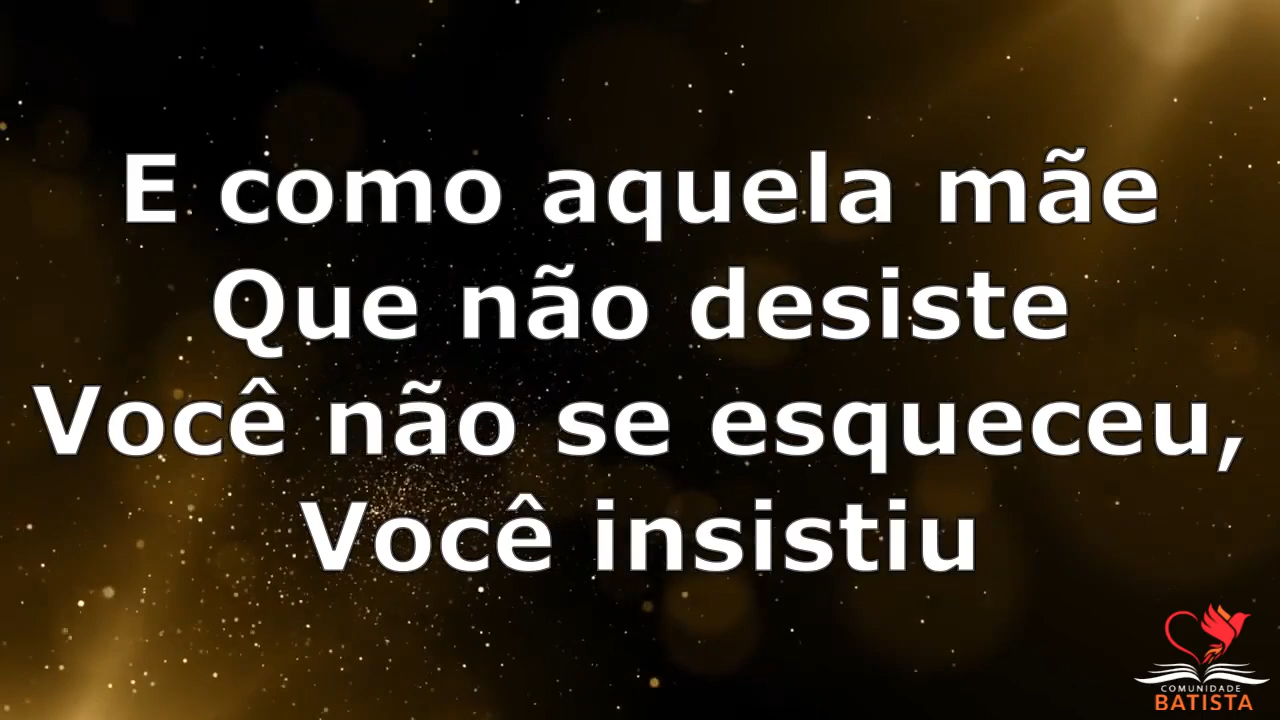 E como aquela mãe
Que não desiste
Você não se esqueceu,
Você insistiu
COMUNIDADE
BATISTA